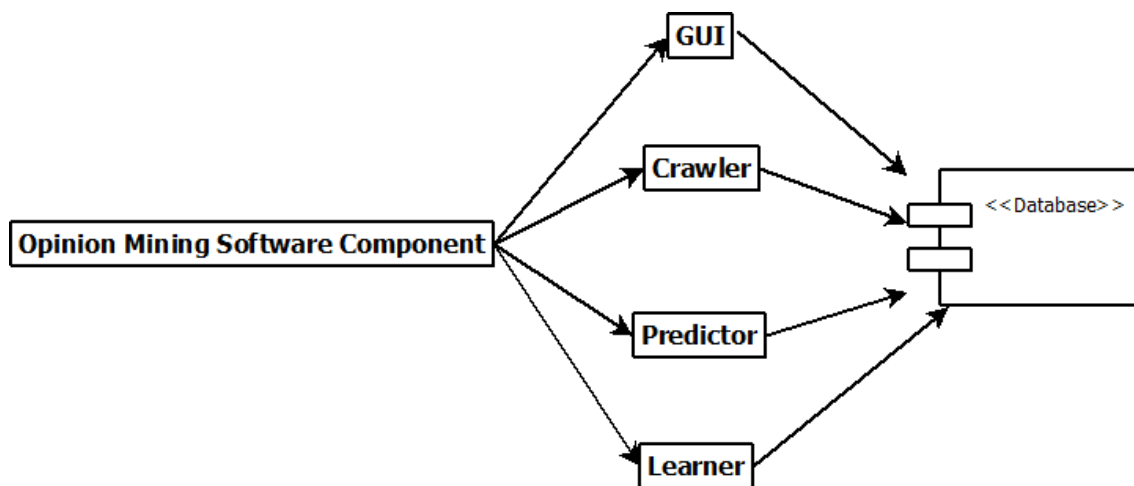 GUI
Crawler
<<Database>>
Opinion Mining Software Component
Predictor
Learner